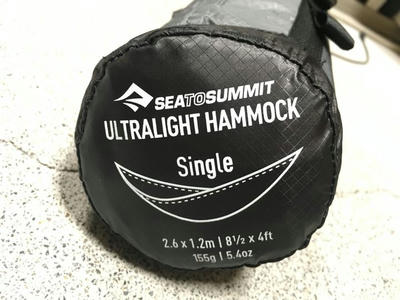 SEATOSUMMIT
ULTRALIGHT HAMMOCK
Single
2.6 x 1.2m | 8½ x 4ft
155g | 5.4oz